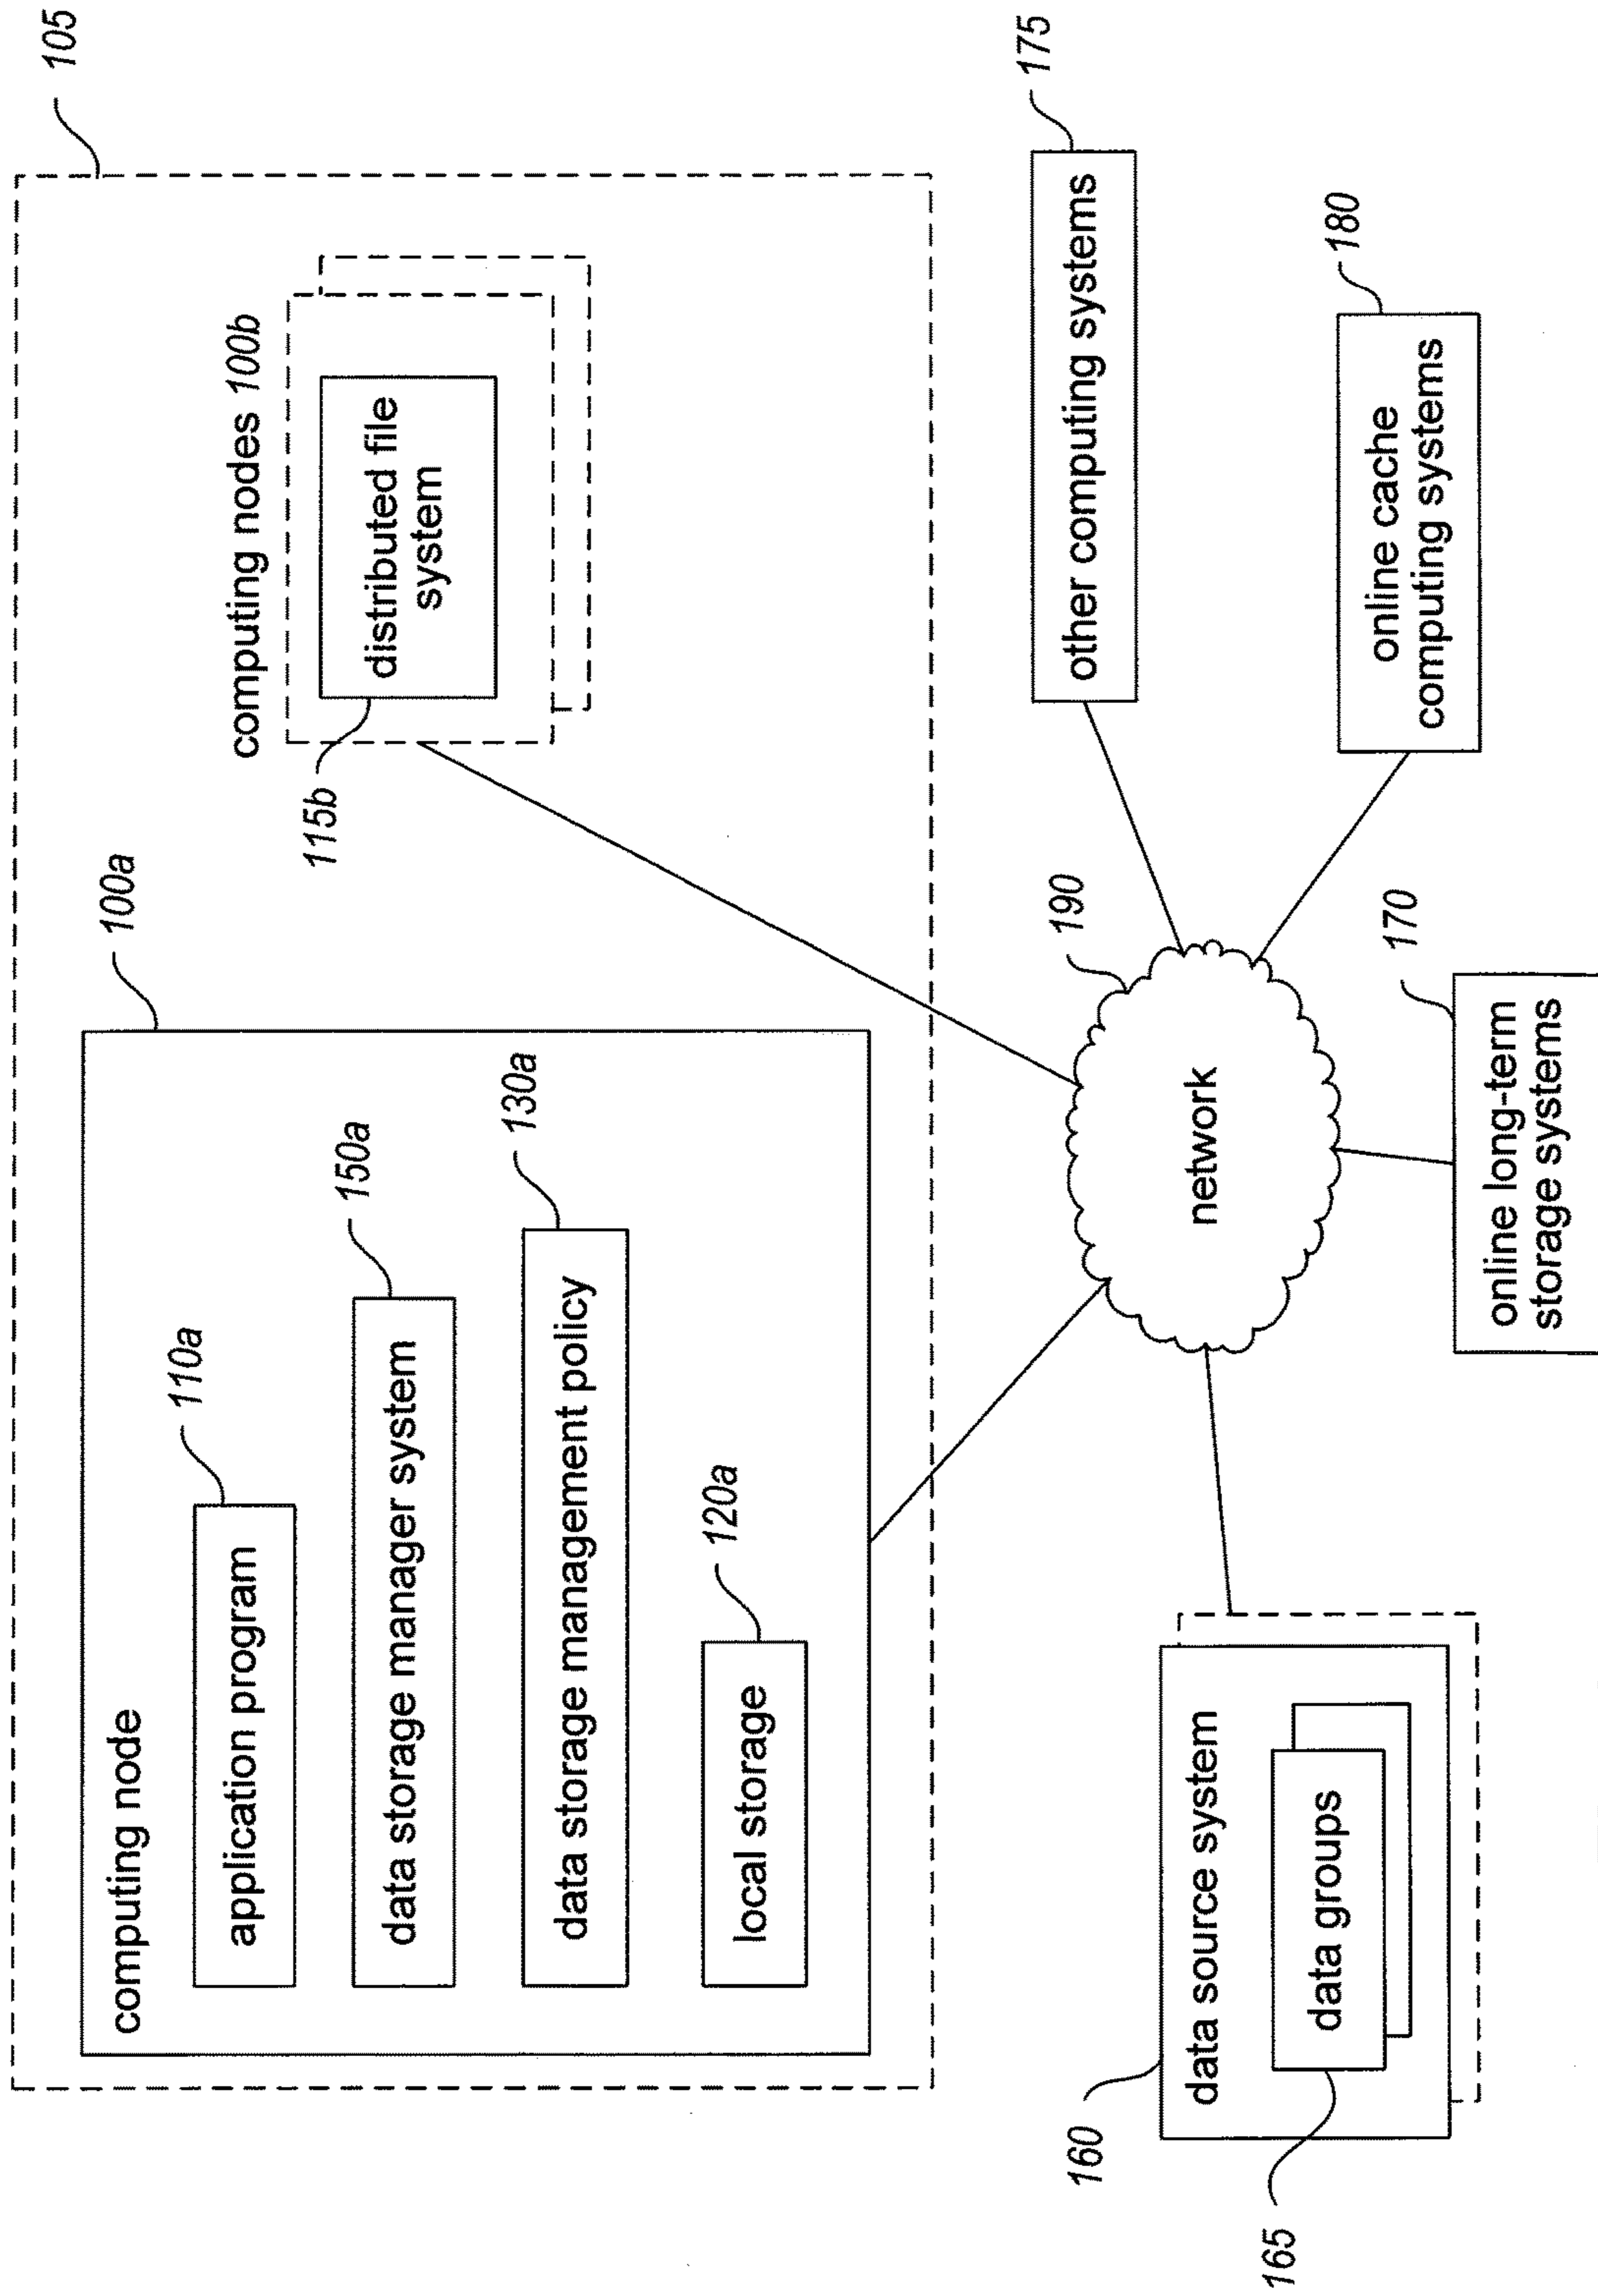 105
100a
computing node
110a
application program
150a
data storage manager system
130a
data storage management policy
120a
local storage
computing nodes 100b
distributed file
system
115b
190
network
175
other computing systems
180
online cache
computing systems
170
online long-term
storage systems
160
data source system
data groups
165